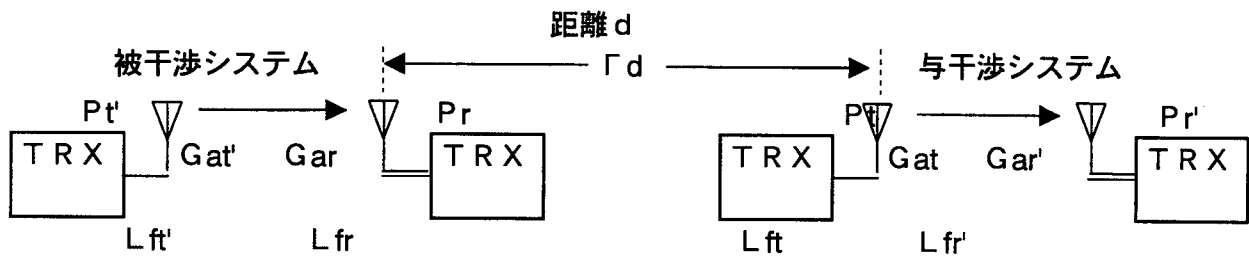 距離d
被干渉システム
Γd
与干渉システム
Pt'
Pr
Pt
Pr'
TRX
Gat'
Gar
TRX
TRX
Gat
Gar'
TRX
Lft'
Lfr
Lft
Lfr'